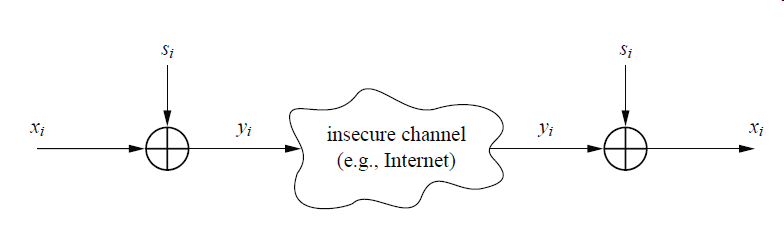 s_i
s_i
x_i
y_i
insecure channel
(e.g., Internet)
y_i
x_i